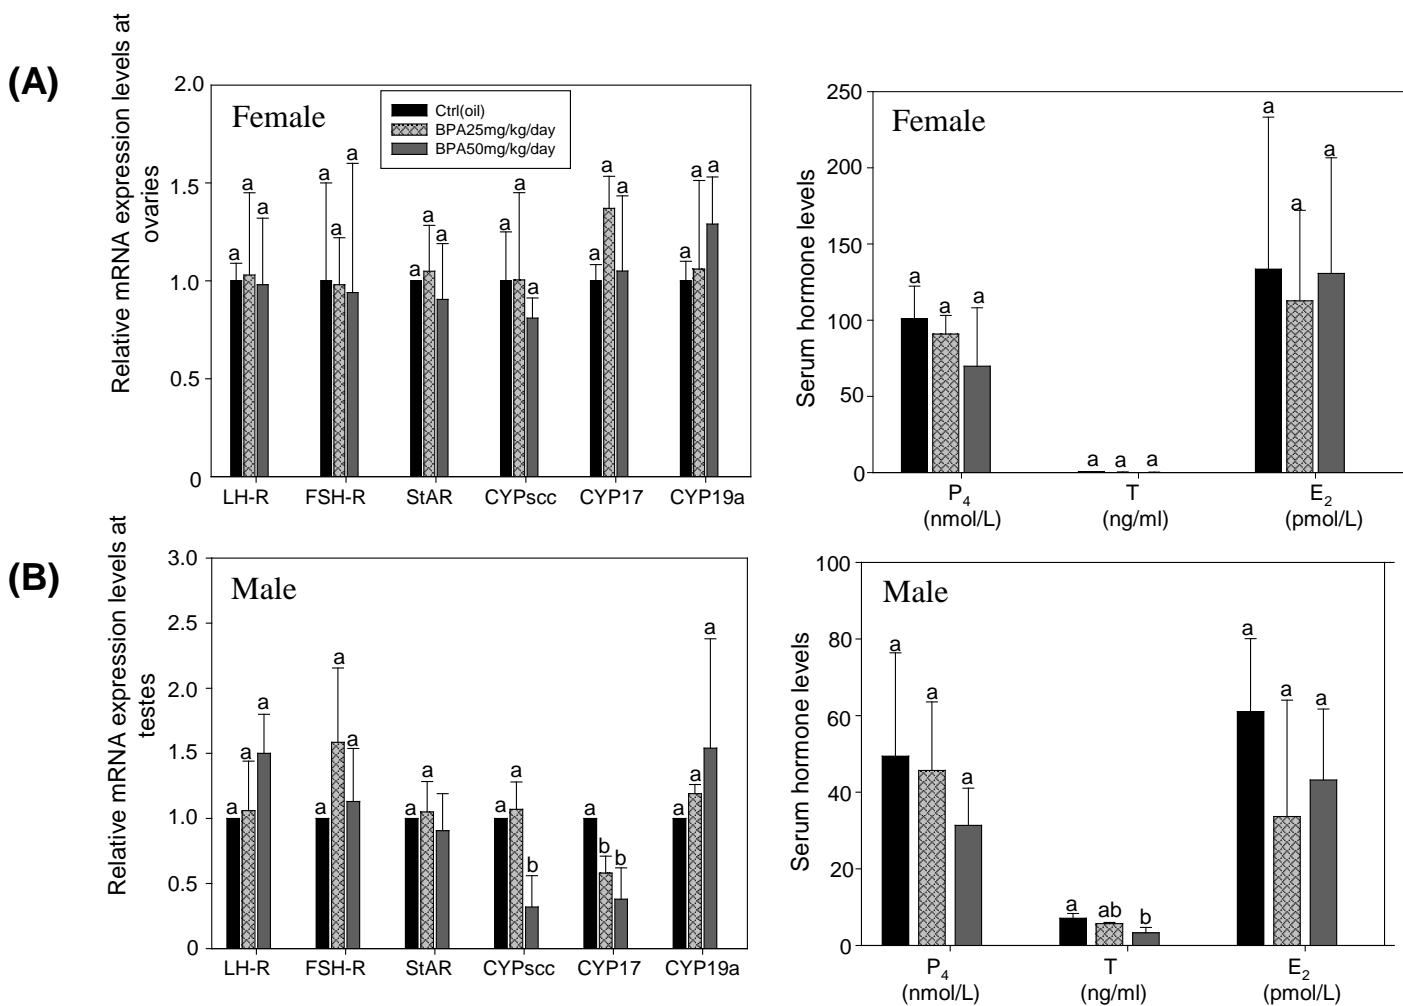 (A)
Relative mRNA expression levels at
ovaries
2.0
1.5
1.0
0.5
0
Female
Ctrl(oil)
BPA25mg/kg/day
BPA50mg/kg/day
a a a a a a a a a a a a a a a a a a
LH-R FSH-R StAR CYPscc CYP17 CYP19a
Serum hormone levels
250
200
150
100
50
0
Female
a a a a a a a a a
P4 T E2
(nmol/L) (ng/ml) (pmol/L)
(B)
Relative mRNA expression levels at
testes
3.0
2.5
2.0
1.5
1.0
0.5
0
Male
a a a a a a a a a a b a b b a a a
LH-R FSH-R StAR CYPscc CYP17 CYP19a
Serum hormone levels
100
80
60
40
20
0
Male
a a a a ab b a a a
P4 T E2
(nmol/L) (ng/ml) (pmol/L)